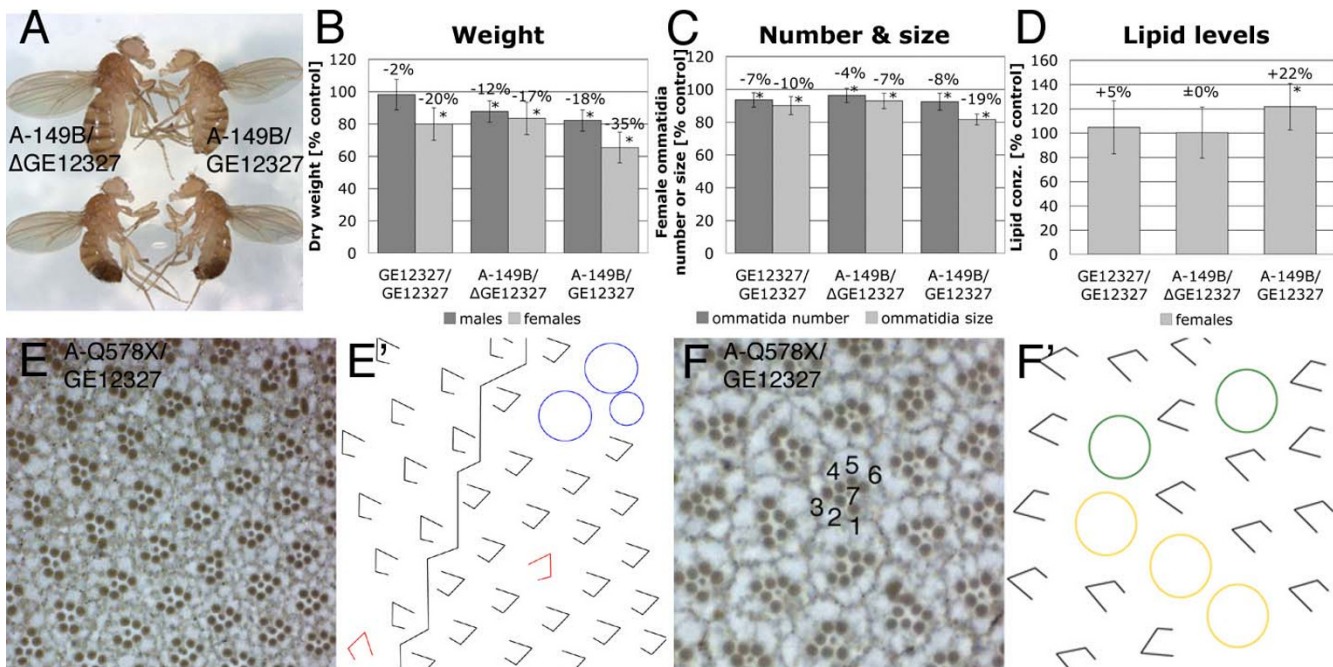 A
A-149B/
ΔGE12327
A-149B/
GE12327
B
Weight
Dry weight [% control]
120
100
80
60
40
20
0
-2%
-20%
*
-12%
*
-17%
*
-18%
*
-35%
*
GE12327/
GE12327
A-149B/
ΔGE12327
A-149B/
GE12327
males
females
C
Number & size
Female ommatidia
number or size [% control]
120
100
80
60
40
20
0
-7%
*
-10%
*
-4%
*
-7%
*
-8%
*
-19%
*
GE12327/
GE12327
A-149B/
ΔGE12327
A-149B/
GE12327
ommatida number
ommatidia size
D
Lipid levels
Lipid conz. [% control]
160
140
120
100
80
60
40
20
0
+5%
±0%
+22%
*
GE12327/
GE12327
A-149B/
ΔGE12327
A-149B/
GE12327
females
E
A-Q578X/
GE12327
E'
F
A-Q578X/
GE12327
4
5
6
3
2
7
1
F'